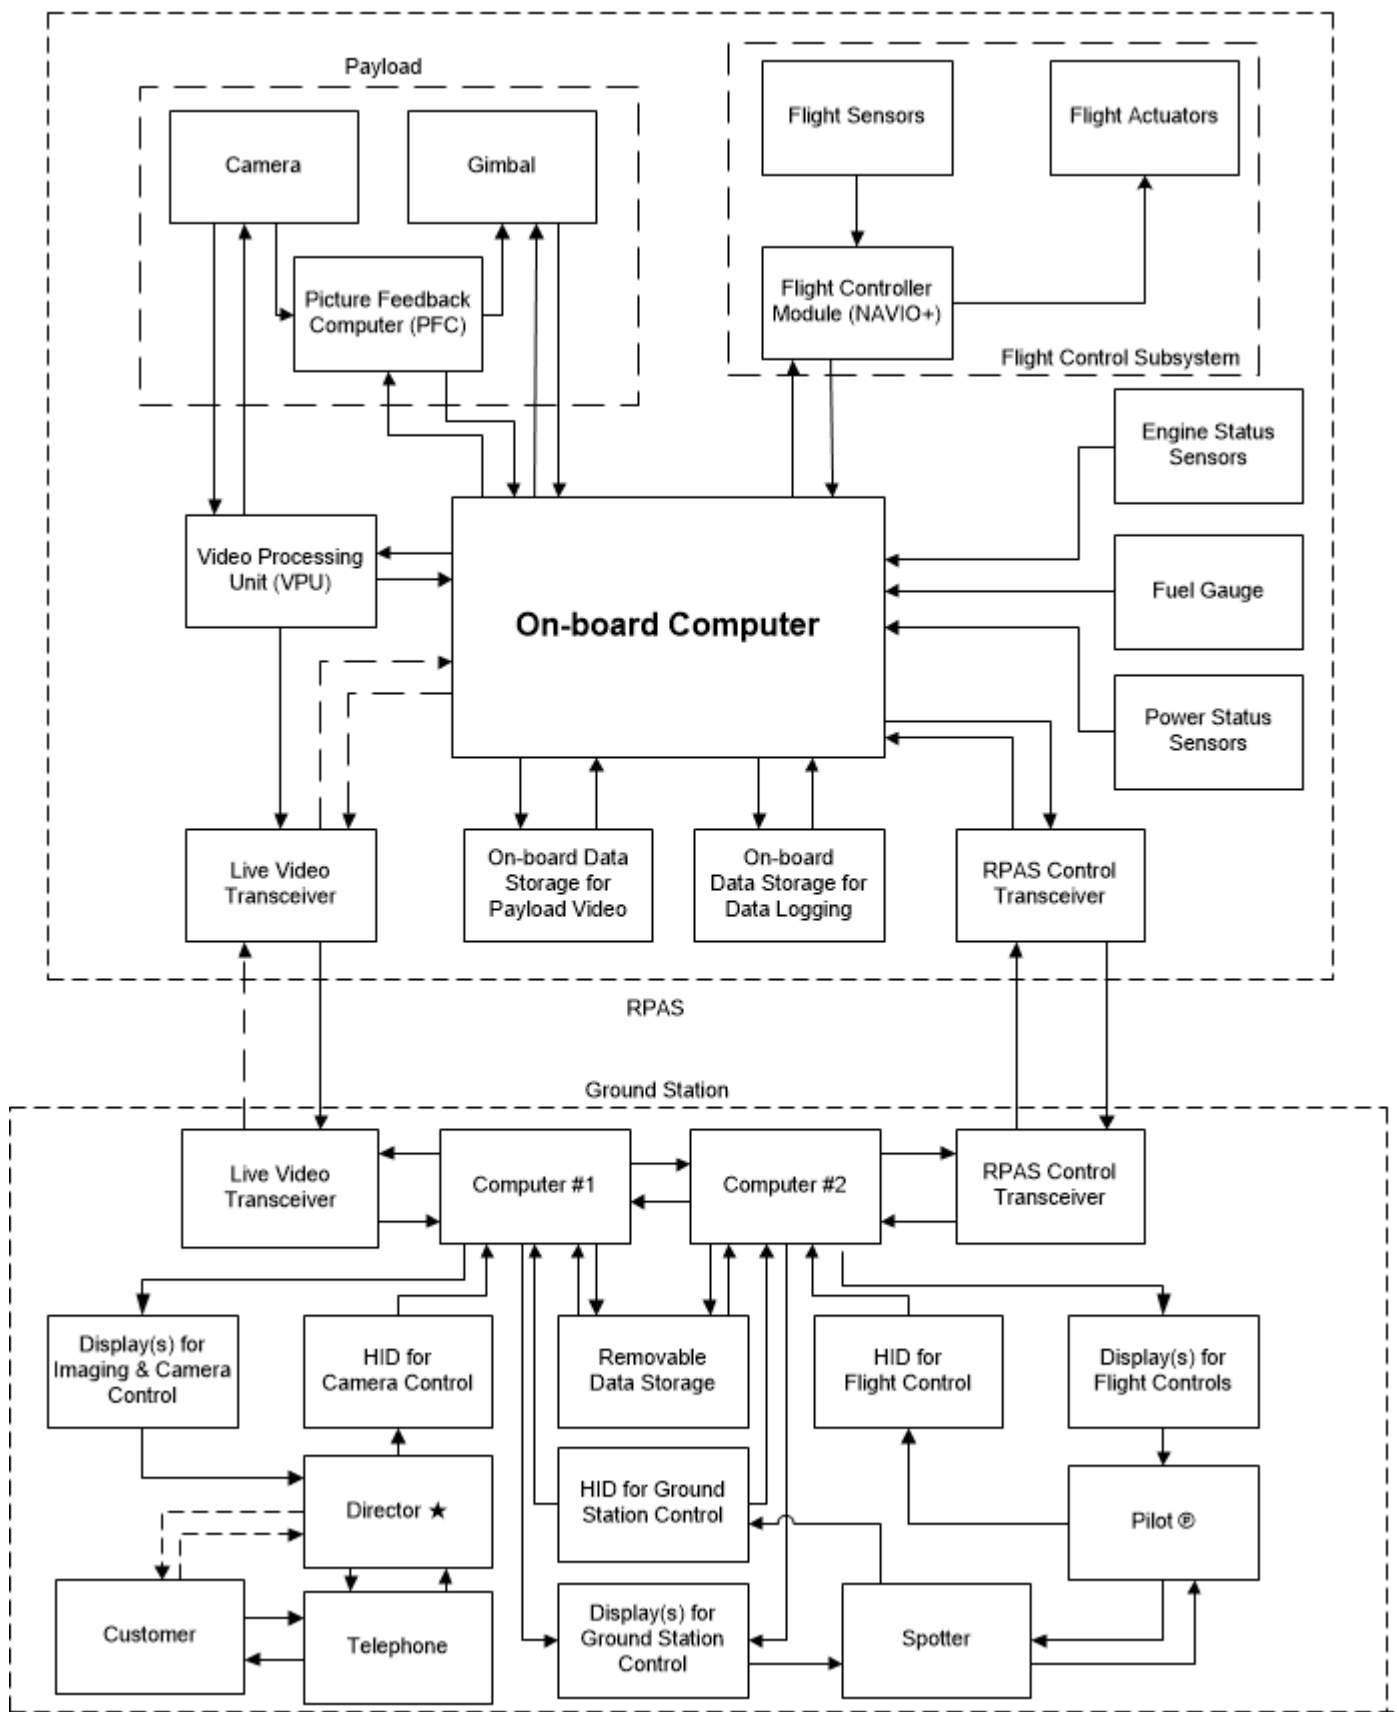 Payload
Camera
Gimbal
Picture Feedback
Computer (PFC)
Flight Sensors
Flight Actuators
Flight Controller
Module (NAVIO+)
Flight Control Subsystem
Engine Status
Sensors
Fuel Gauge
Power Status
Sensors
Video Processing
Unit (VPU)
On-board Computer
Live Video
Transceiver
On-board Data
Storage for
Payload Video
On-board
Data Storage for
Data Logging
RPAS Control
Transceiver
RPAS
Ground Station
Live Video
Transceiver
Computer #1
Computer #2
RPAS Control
Transceiver
Display(s) for
Imaging & Camera
Control
HID for
Camera Control
Removable
Data Storage
HID for
Flight Control
Display(s) for
Flight Controls
Director ★
HID for Ground
Station Control
Pilot ℗
Customer
Telephone
Display(s) for
Ground Station
Control
Spotter